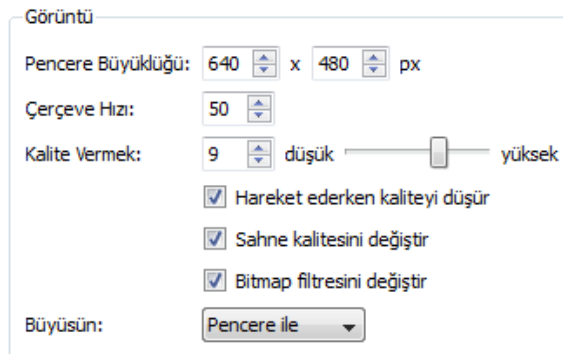 Görüntü
Pencere Büyüklüğü: 640 x 480 px
Çerçeve Hızı: 50
Kalite Vermek: 9 düşük yüksek
Hareket ederken kaliteyi düşür
Sahne kalitesini değiştir
Bitmap filtresini değiştir
Büyüsün: Pencere ile